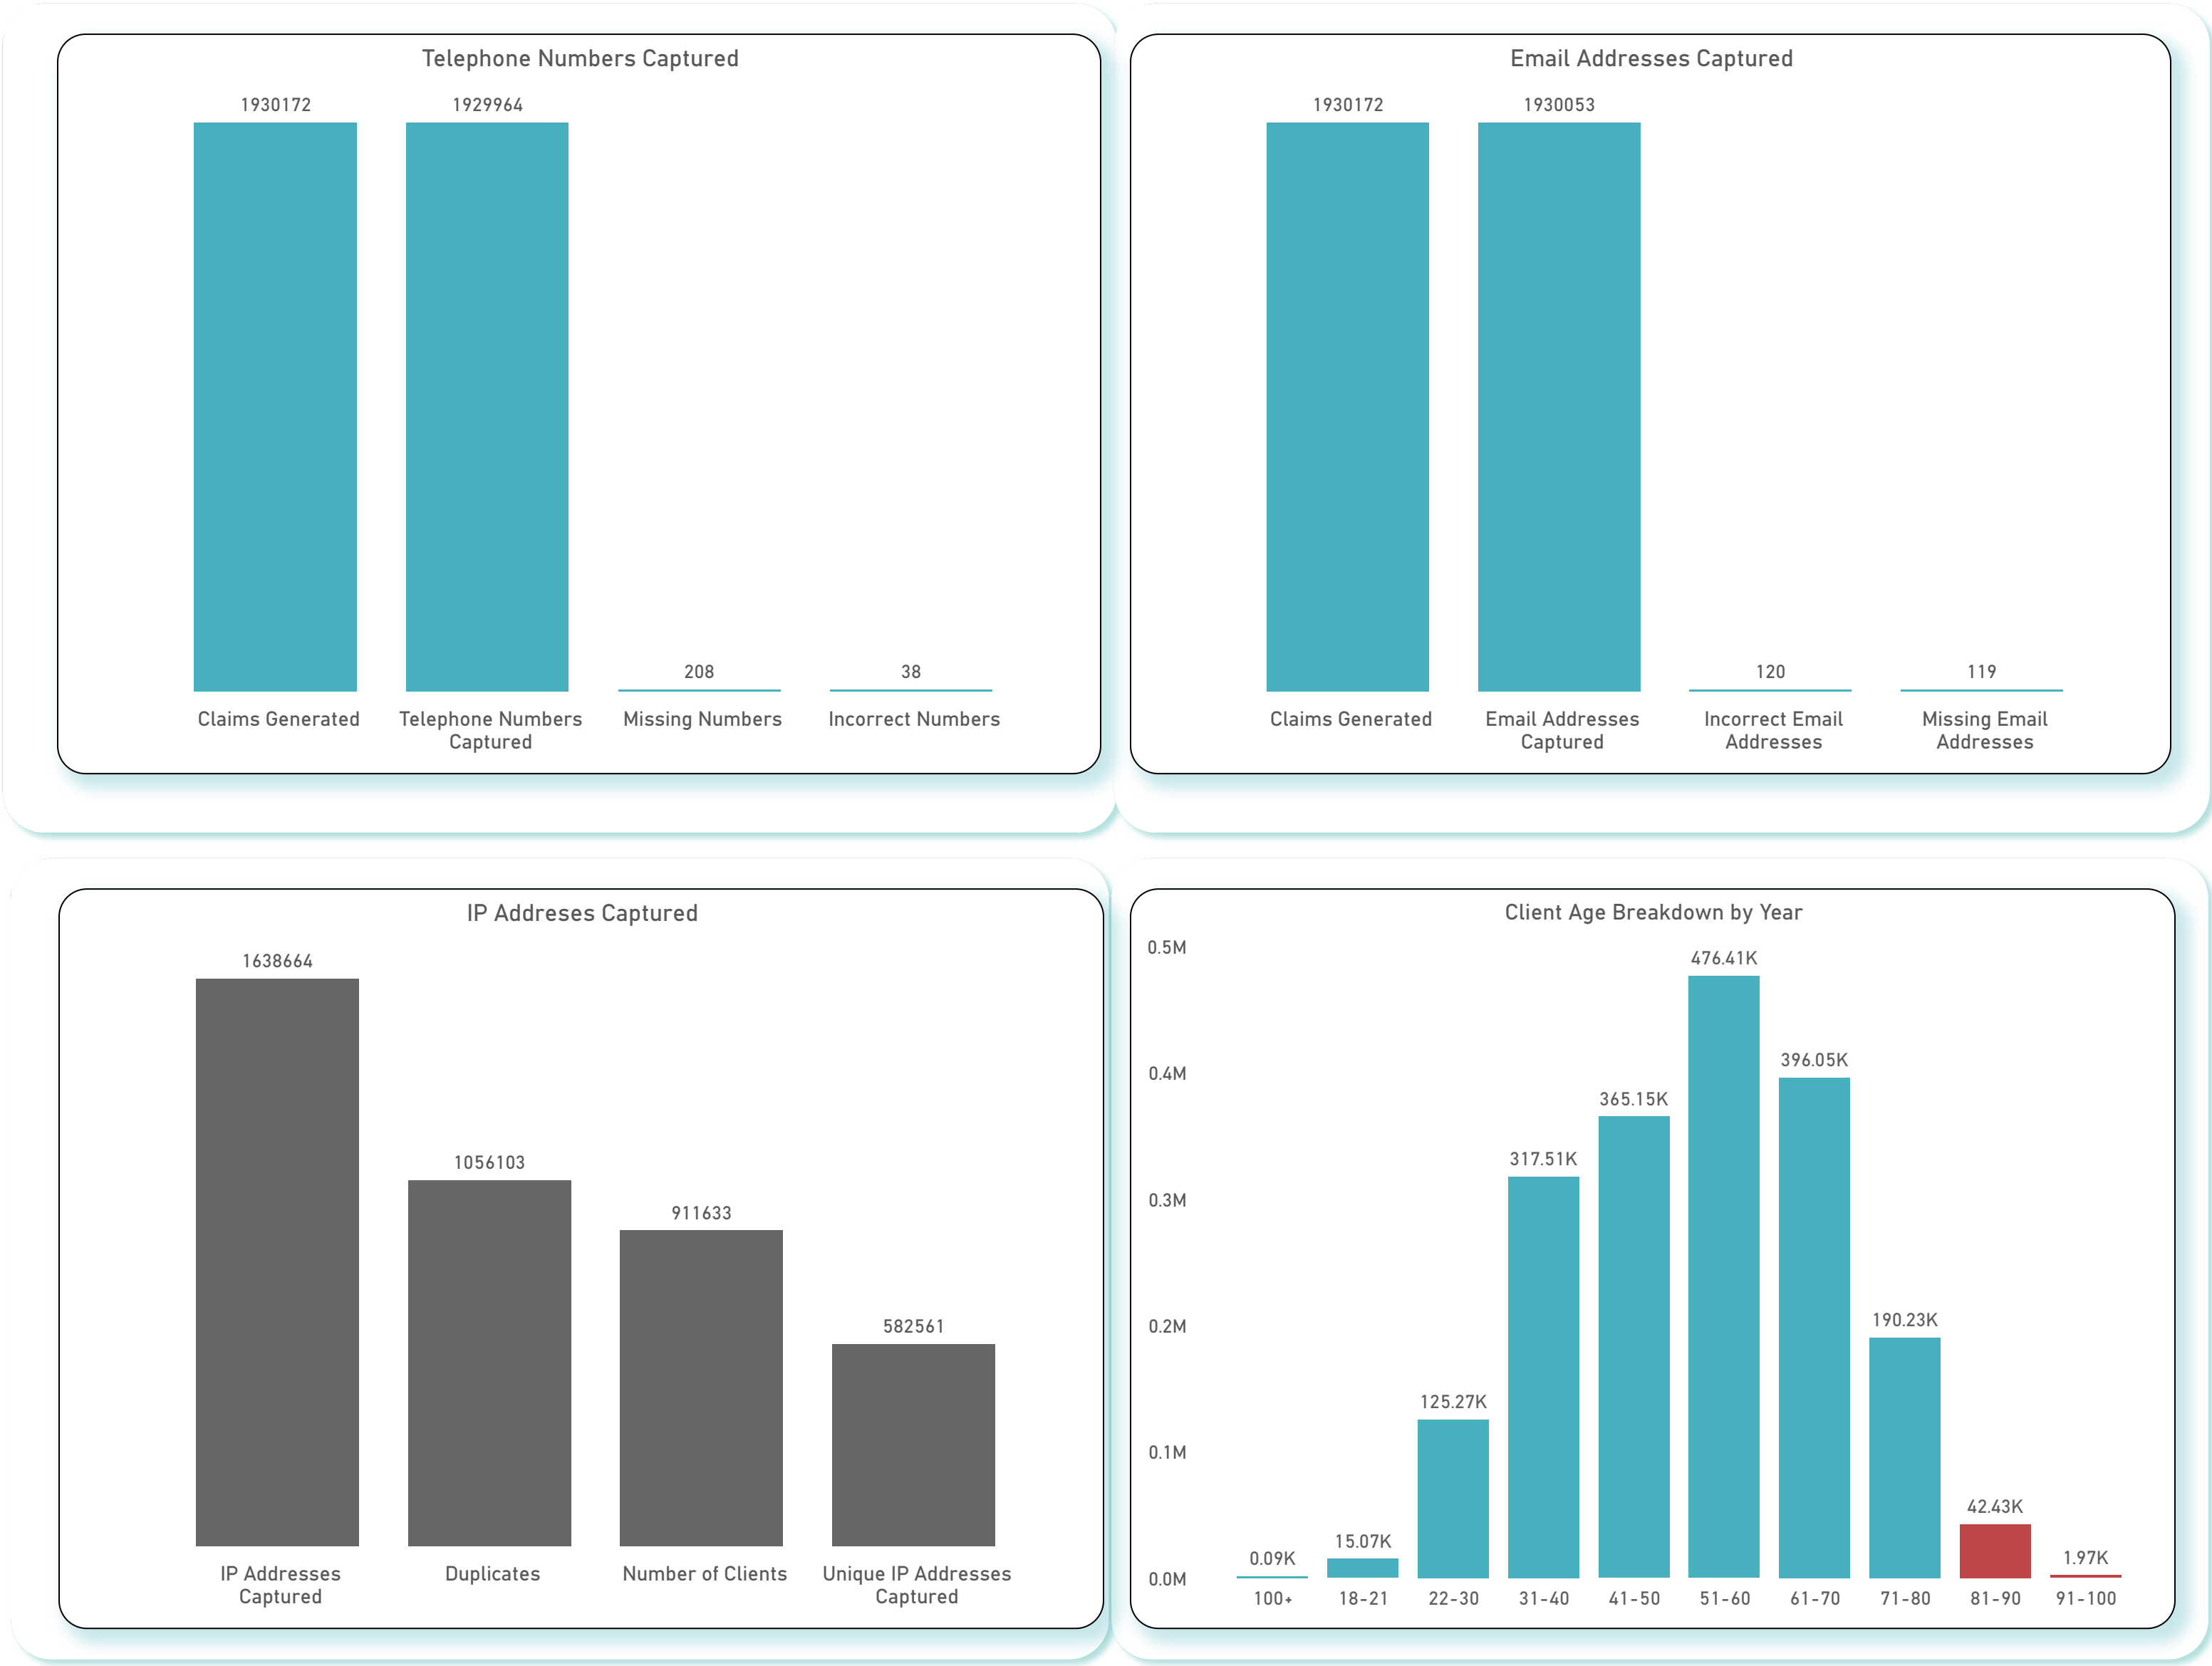 Telephone Numbers Captured
1930172
1929964
208
38
Claims Generated
Telephone Numbers
Captured
Missing Numbers
Incorrect Numbers
Email Addresses Captured
1930172
1930053
120
119
Claims Generated
Email Addresses
Captured
Incorrect Email
Addresses
Missing Email
Addresses
IP Addreses Captured
1638664
1056103
911633
582561
IP Addresses
Captured
Duplicates
Number of Clients
Unique IP Addresses
Captured
Client Age Breakdown by Year
0.5M
0.4M
0.3M
0.2M
0.1M
0.0M
0.09K
15.07K
125.27K
317.51K
365.15K
476.41K
396.05K
190.23K
42.43K
1.97K
100+
18-21
22-30
31-40
41-50
51-60
61-70
71-80
81-90
91-100